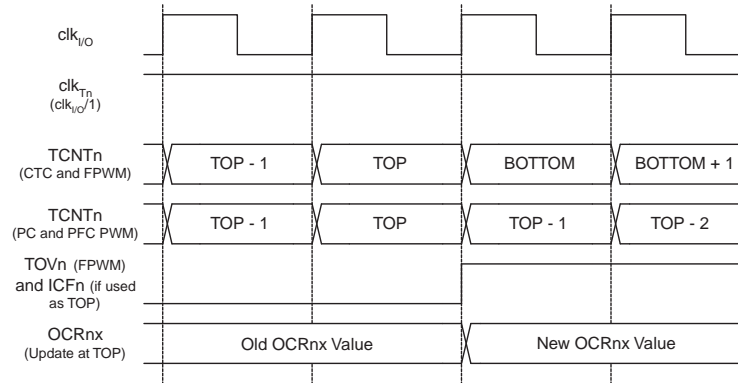 clkI/O
clkTn
(clkI/O/1)
TCNTn
(CTC and FPWM)
TOP - 1 TOP BOTTOM BOTTOM + 1
TCNTn
(PC and PFC PWM)
TOP - 1 TOP TOP - 1 TOP - 2
TOVn (FPWM)
and ICFn (if used
as TOP)
OCRnx
(Update at TOP)
Old OCRnx Value New OCRnx Value